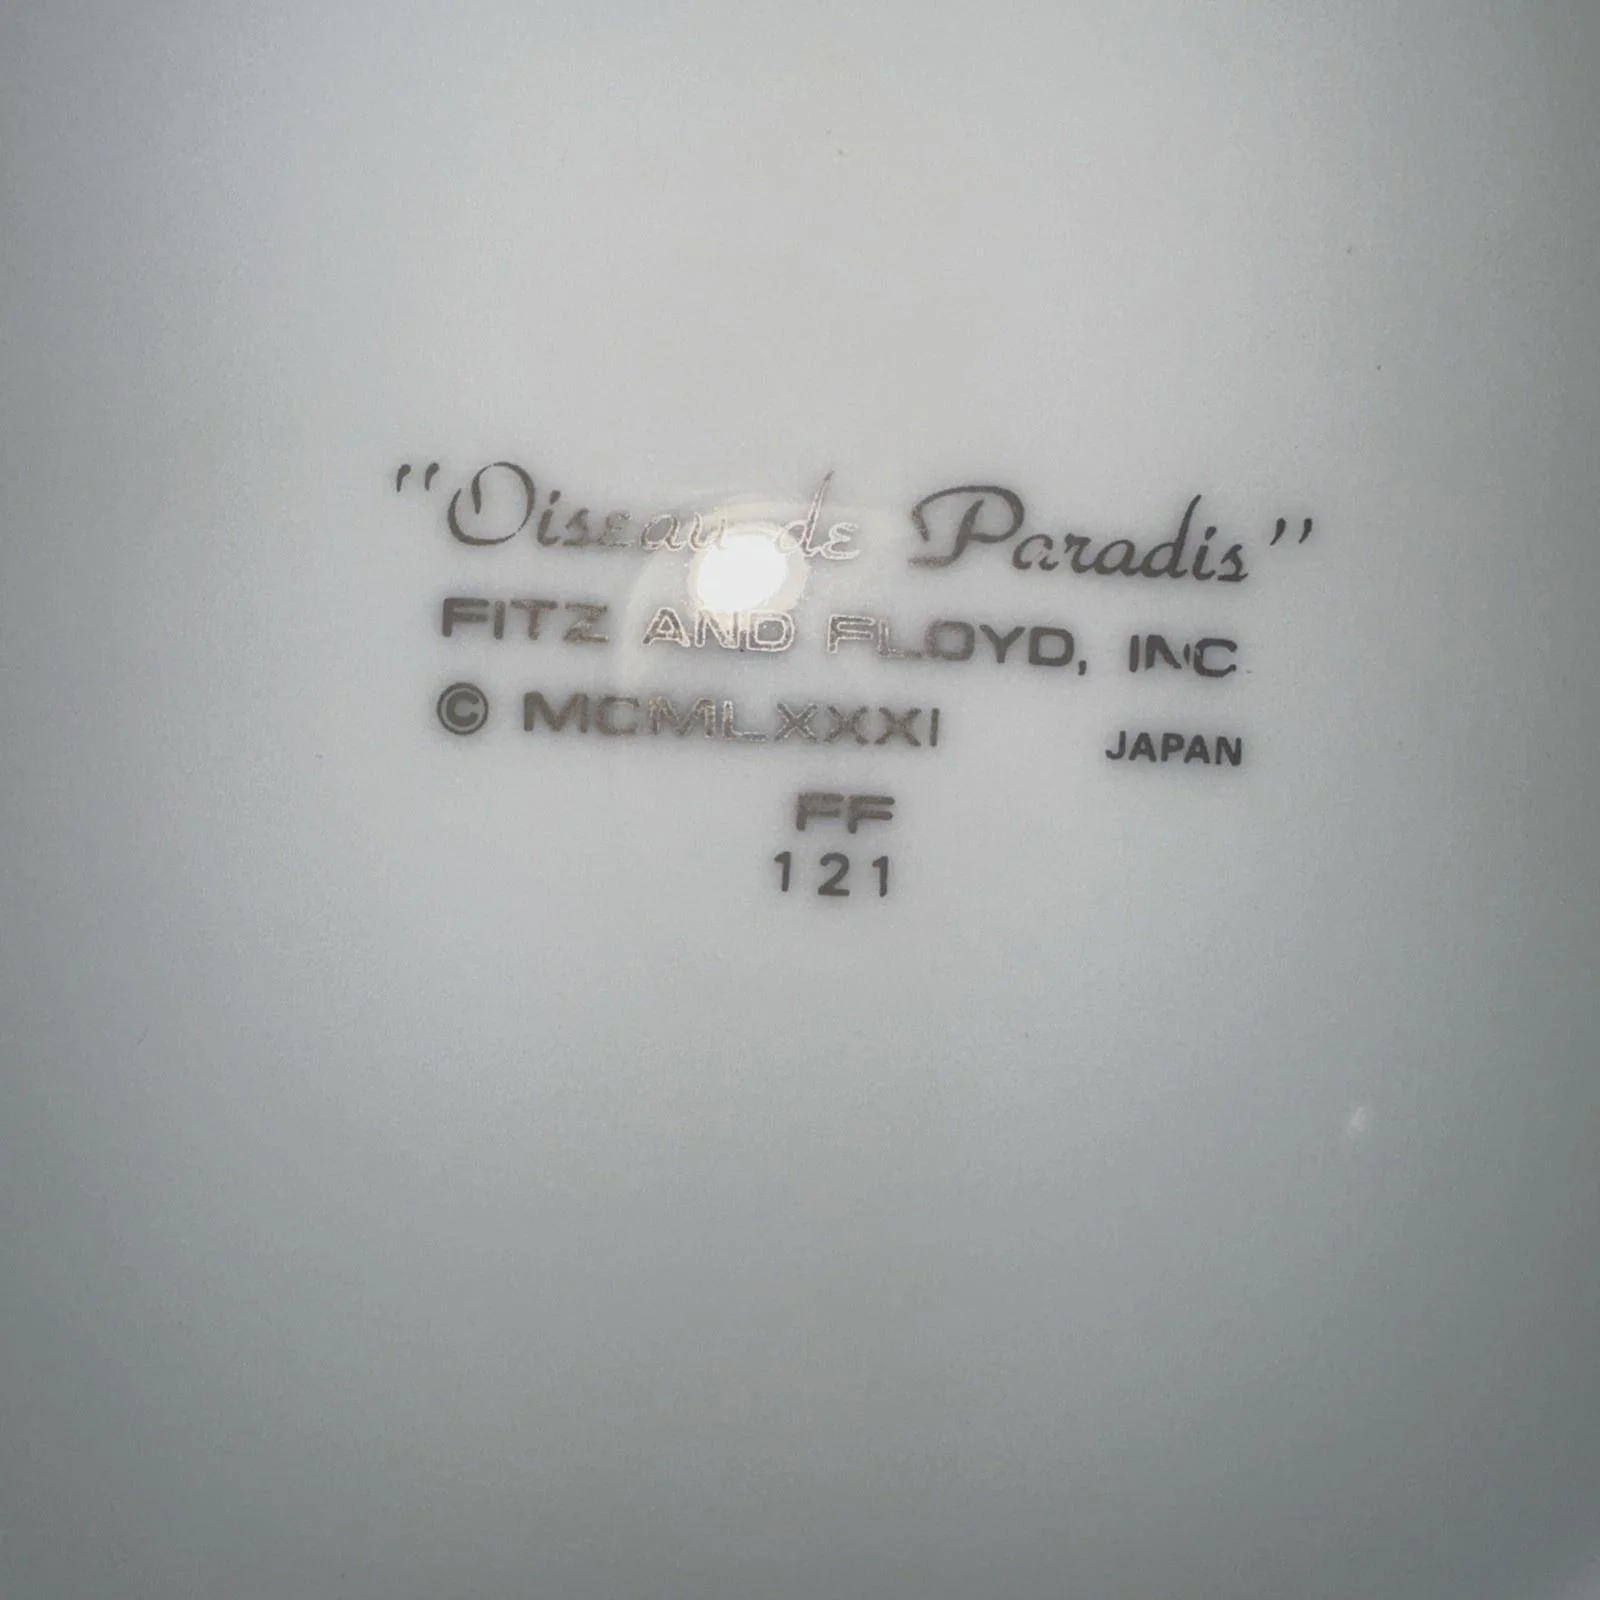 "Oiseau de Paradis"
FITZ AND FLOYD, INC.
© MCMLXXXI JAPAN
FF
121